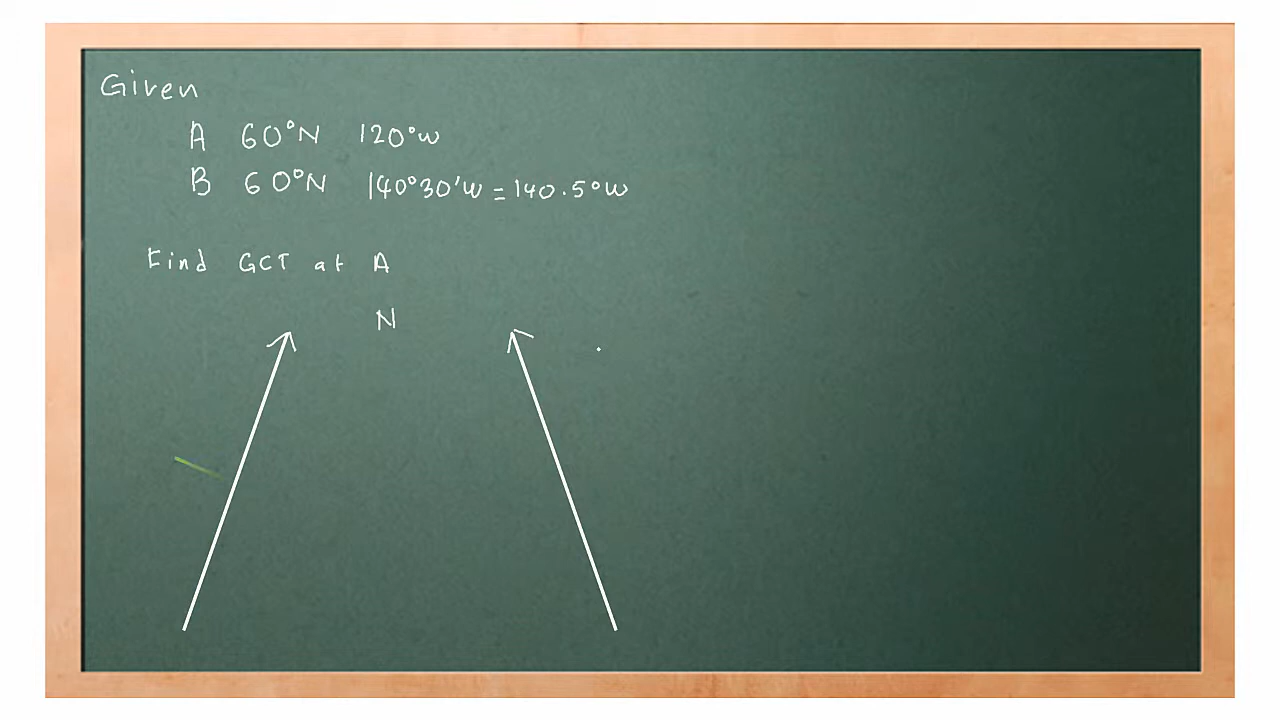 Given
A 60°N 120°W
B 60°N 140°30'W = 140.5°W
Find GCT at A
N